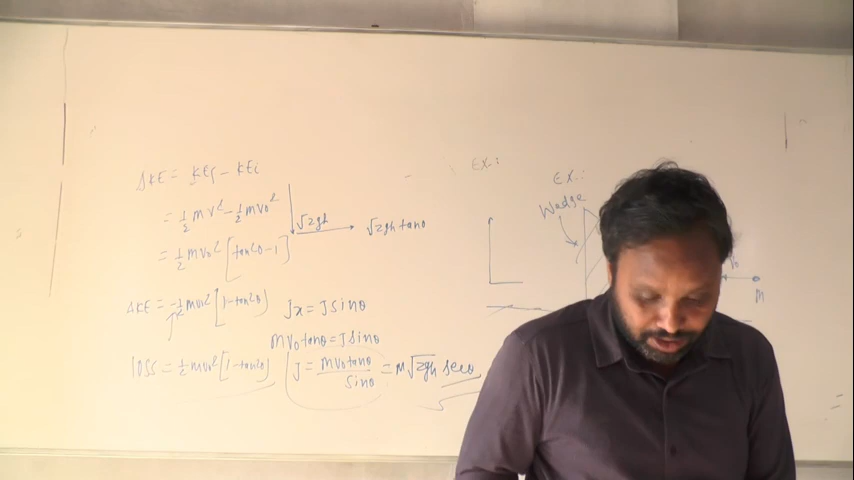 ΔKE = KEf - KEi
= 1/2 mv² - 1/2 mv0²
= 1/2 mv0² [tan²θ - 1]
ΔKE = -1/2 mv0² [1 - tan²θ]
loss = 1/2 mv0² [1 - tan²θ]
√2gh
√2gh tanθ
Jx = J sinθ
mv0 tanθ = J sinθ
J = mv0 tanθ / sinθ = m√2gh secθ
EX.:
EX.:
Wedge
v0
m